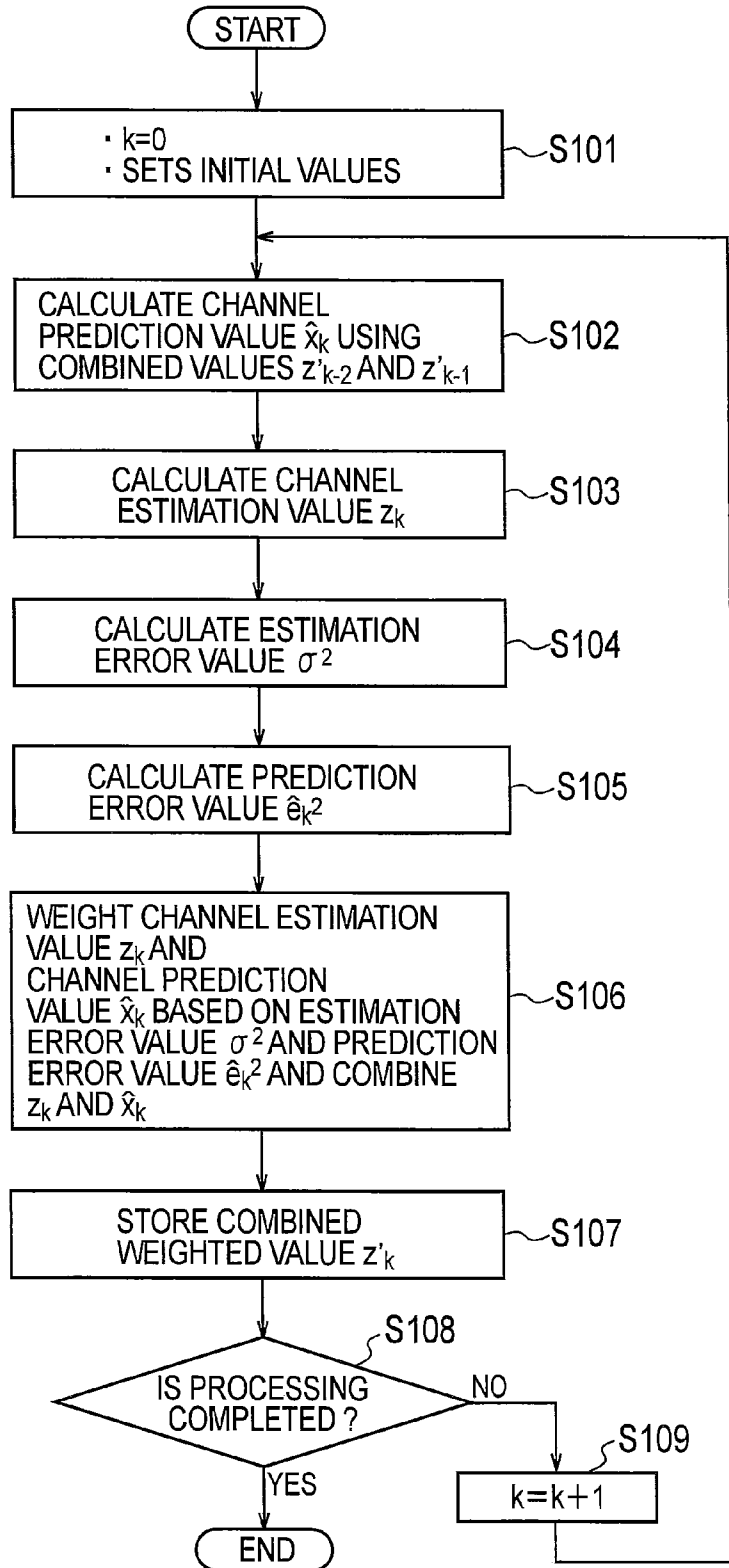 START
・k=0
・SETS INITIAL VALUES
S101
CALCULATE CHANNEL
PREDICTION VALUE x̂k USING
COMBINED VALUES z'k-2 AND z'k-1
S102
CALCULATE CHANNEL
ESTIMATION VALUE zk
S103
CALCULATE ESTIMATION
ERROR VALUE σ²
S104
CALCULATE PREDICTION
ERROR VALUE êk²
S105
WEIGHT CHANNEL ESTIMATION
VALUE zk AND
CHANNEL PREDICTION
VALUE x̂k BASED ON ESTIMATION
ERROR VALUE σ² AND PREDICTION
ERROR VALUE êk² AND COMBINE
zk AND x̂k
S106
STORE COMBINED
WEIGHTED VALUE z'k
S107
S108
IS PROCESSING
COMPLETED ?
NO
YES
S109
k=k+1
END